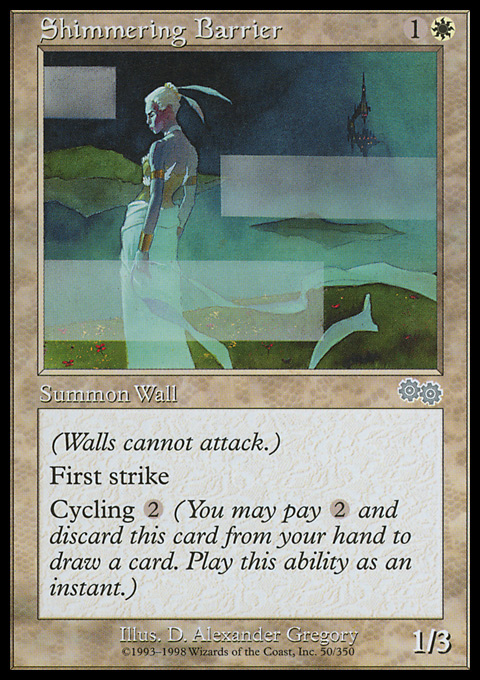 Shimmering Barrier 1
Summon Wall
(Walls cannot attack.)
First strike
Cycling 2 (You may pay 2 and
discard this card from your hand to
draw a card. Play this ability as an
instant.)
Illus. D. Alexander Gregory
©1993–1998 Wizards of the Coast, Inc. 50/350
1/3